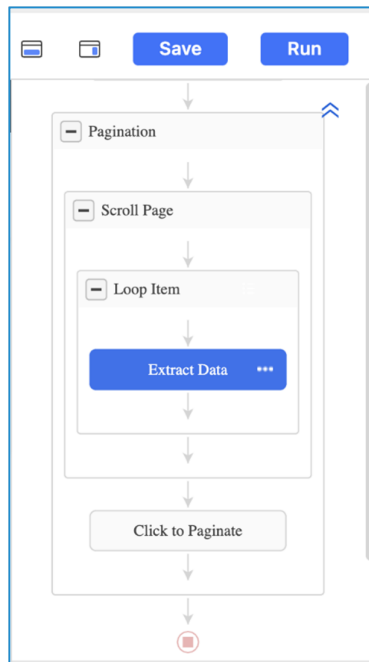 Save Run
Pagination
Scroll Page
Loop Item
Extract Data
Click to Paginate